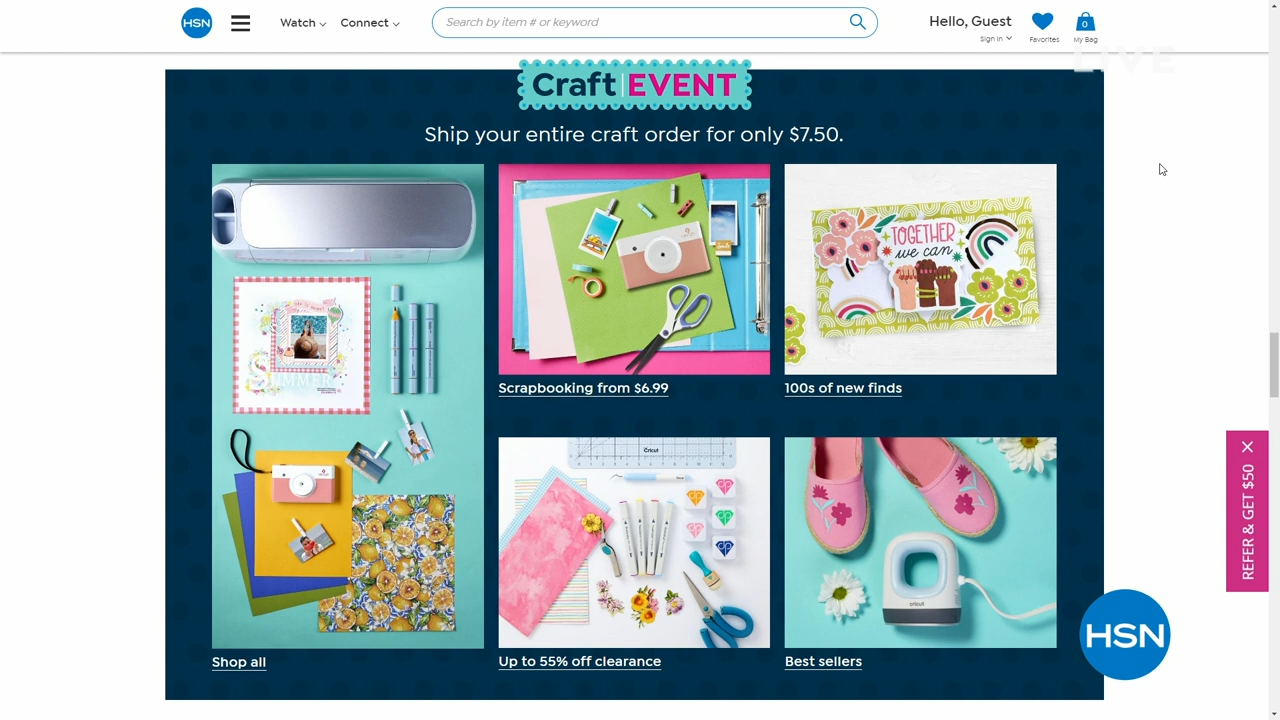 HSN
Watch
Connect
Search by item # or keyword
Hello, Guest
Sign In
Favorites
0
My Bag
LIVE
Craft EVENT
Ship your entire craft order for only $7.50.
SUMMER
Scrapbooking from $6.99
TOGETHER
we can
100s of new finds
Shop all
Cricut
Up to 55% off clearance
cricut
Best sellers
REFER & GET $50
HSN